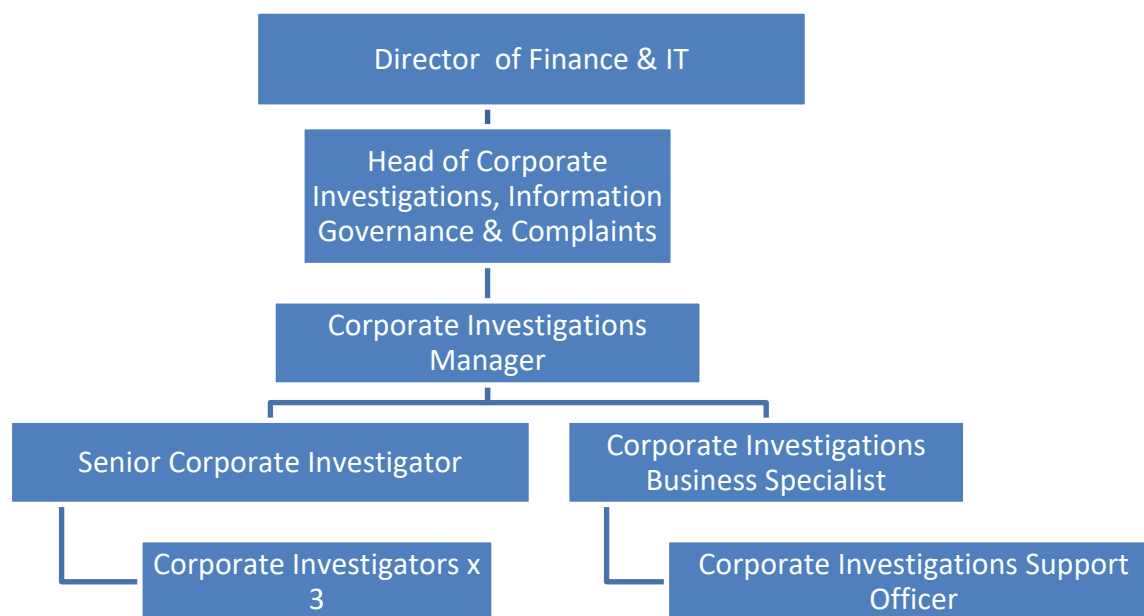 Director  of Finance & IT
Head of Corporate
Investigations, Information
Governance & Complaints
Corporate Investigations
Manager
Senior Corporate Investigator
Corporate Investigations
Business Specialist
Corporate Investigators x
3
Corporate Investigations Support
Officer